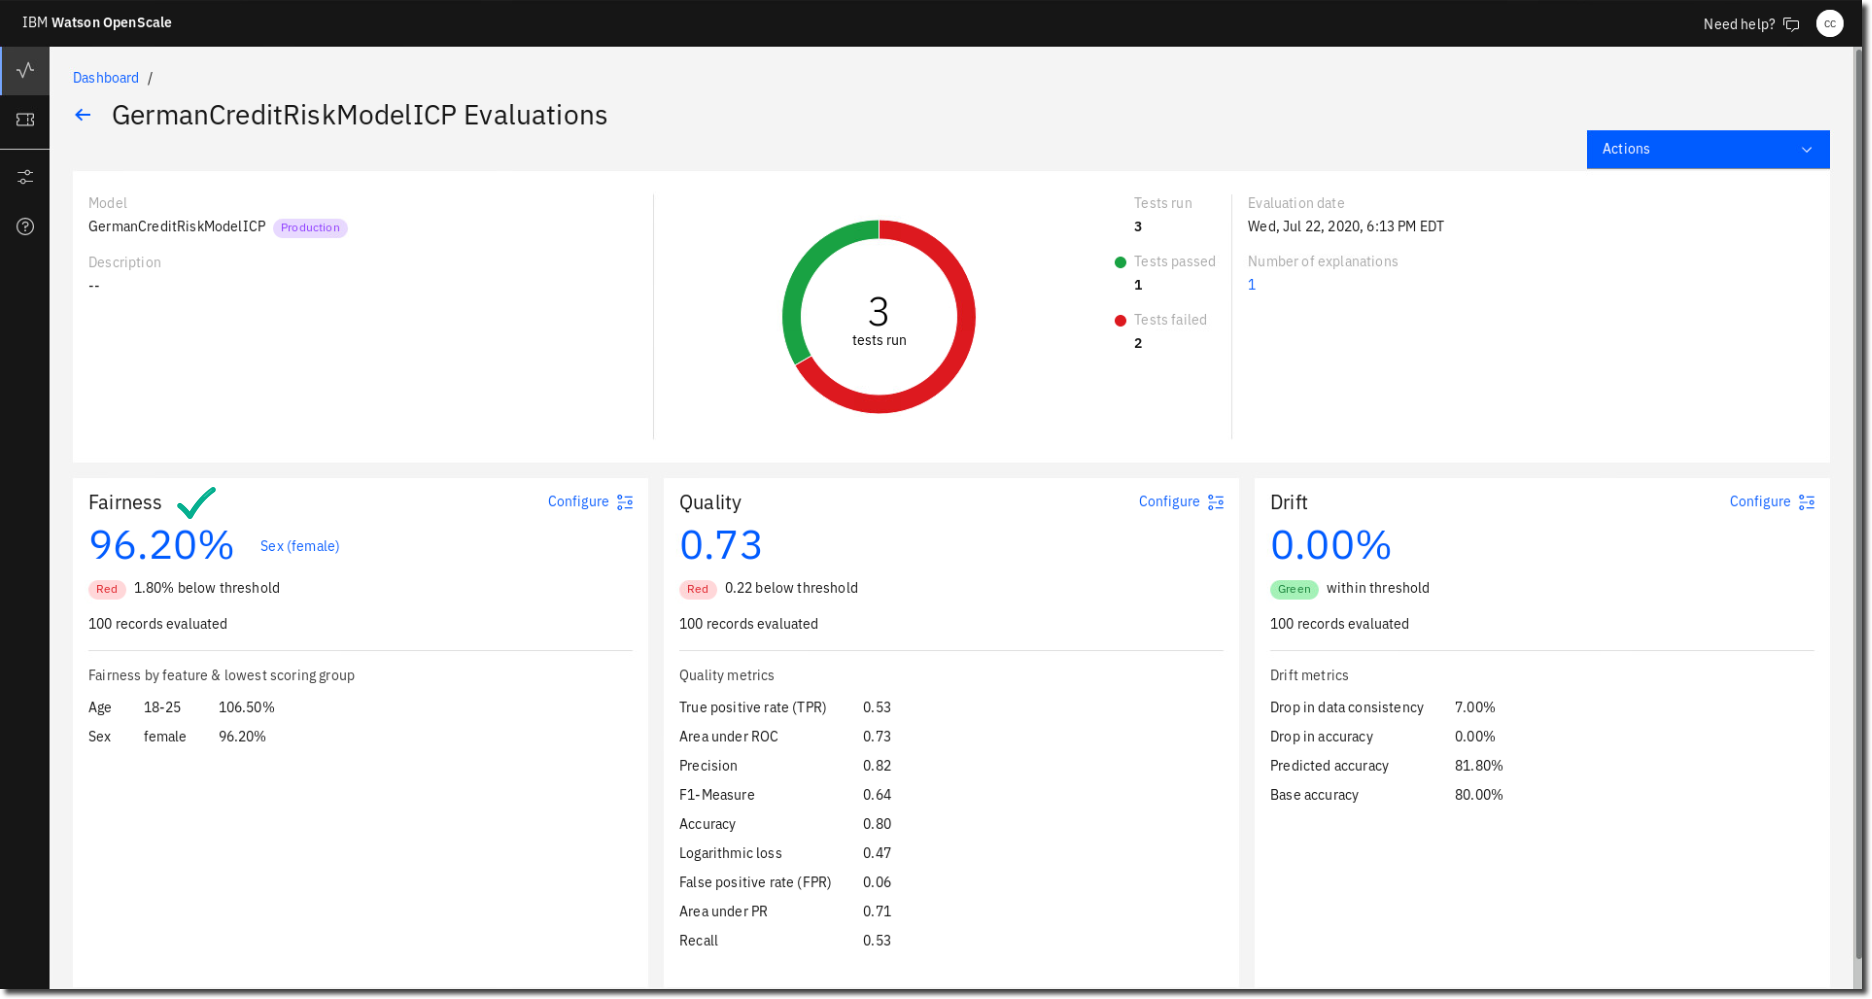 IBM Watson OpenScale
Need help?
CC
Dashboard /
GermanCreditRiskModelICP Evaluations
Actions
Model
GermanCreditRiskModelICP Production
Description
--
3
tests run
Tests run
3
Tests passed
1
Tests failed
2
Evaluation date
Wed, Jul 22, 2020, 6:13 PM EDT
Number of explanations
1
Fairness
Configure
96.20% Sex (female)
Red 1.80% below threshold
100 records evaluated
Fairness by feature & lowest scoring group
Age 18-25 106.50%
Sex female 96.20%
Quality
Configure
0.73
Red 0.22 below threshold
100 records evaluated
Quality metrics
True positive rate (TPR) 0.53
Area under ROC 0.73
Precision 0.82
F1-Measure 0.64
Accuracy 0.80
Logarithmic loss 0.47
False positive rate (FPR) 0.06
Area under PR 0.71
Recall 0.53
Drift
Configure
0.00%
Green within threshold
100 records evaluated
Drift metrics
Drop in data consistency 7.00%
Drop in accuracy 0.00%
Predicted accuracy 81.80%
Base accuracy 80.00%